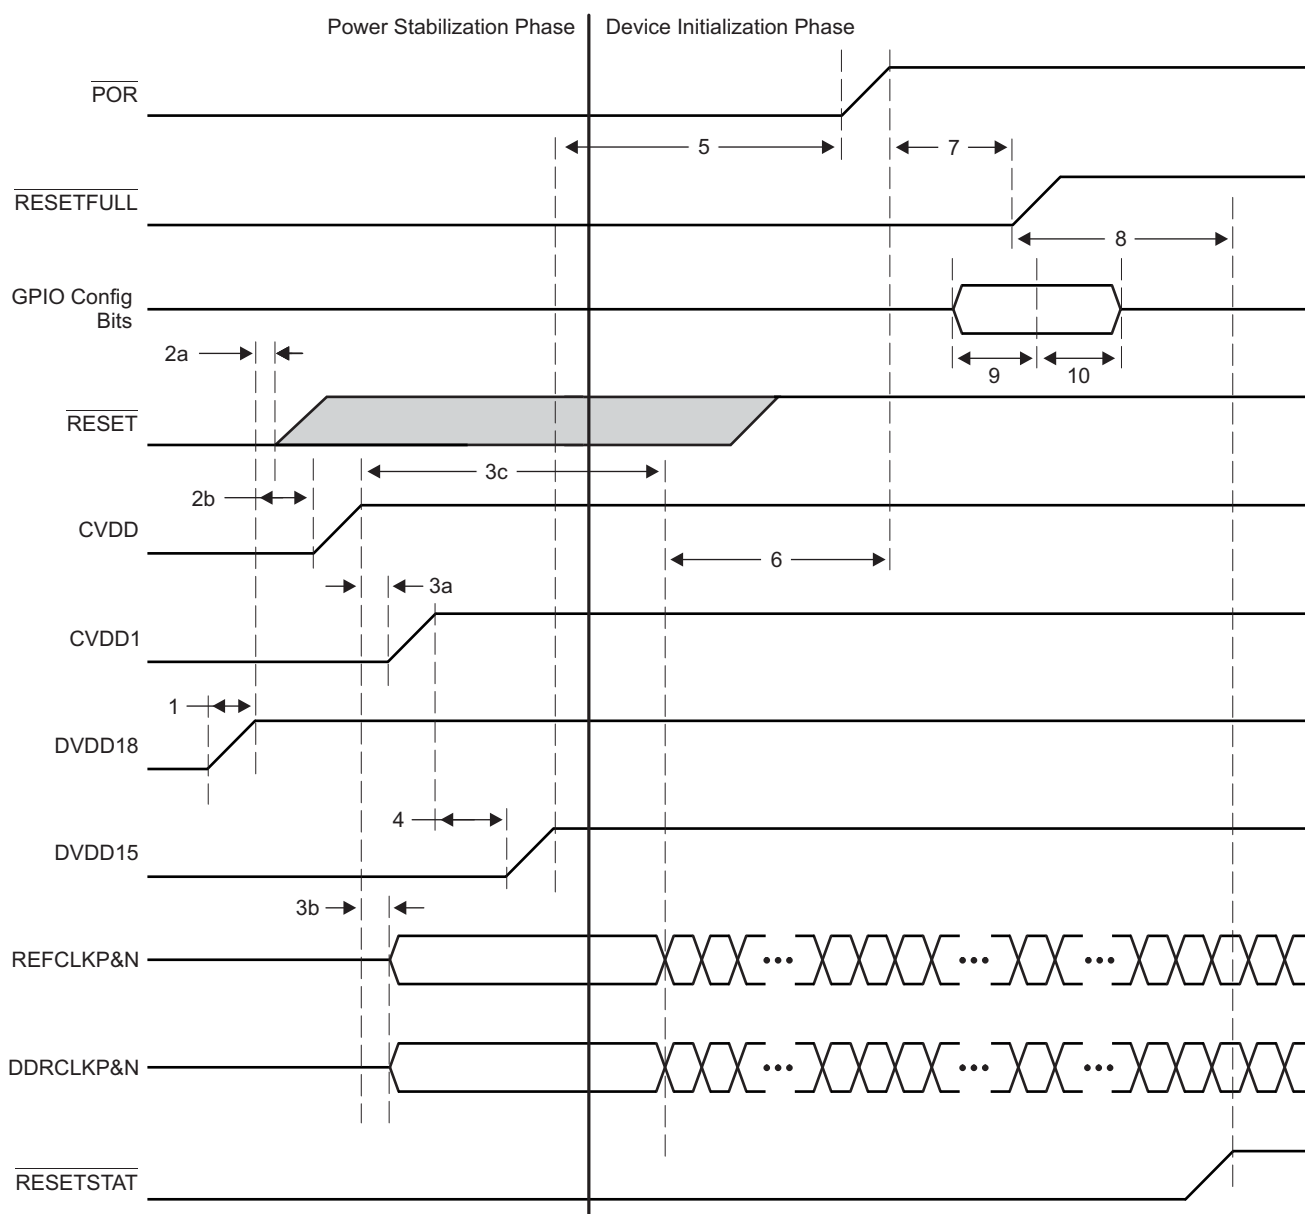 Power Stabilization Phase
Device Initialization Phase
POR
5
7
RESETFULL
8
GPIO Config
Bits
2a
9
10
RESET
3c
2b
CVDD
6
3a
CVDD1
1
DVDD18
4
DVDD15
3b
REFCLKP&N
DDRCLKP&N
RESETSTAT